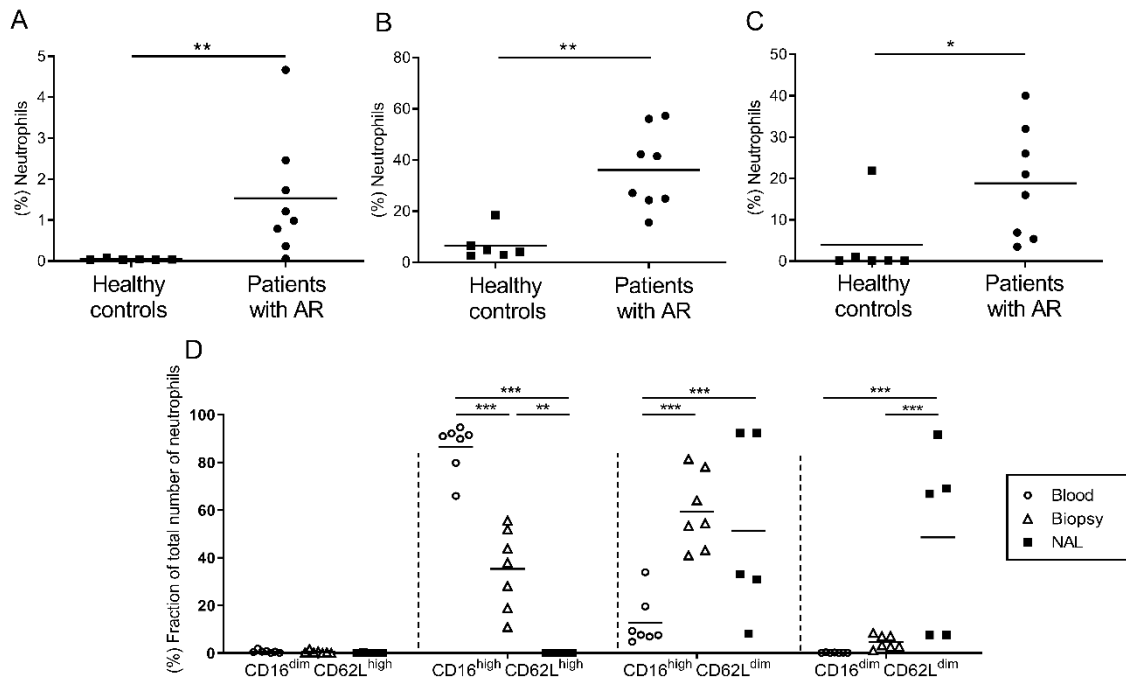 A
(%) Neutrophils
5
4
3
2
1
0
**
Healthy
controls
Patients
with AR
B
(%) Neutrophils
80
60
40
20
0
**
Healthy
controls
Patients
with AR
C
(%) Neutrophils
50
40
30
20
10
0
*
Healthy
controls
Patients
with AR
D
(%) Fraction of total number of neutrophils
100
80
60
40
20
0
***
*** **
***
***
***
***
CD16dim CD62Lhigh
CD16high CD62Lhigh
CD16high CD62Ldim
CD16dim CD62Ldim
Blood
Biopsy
NAL